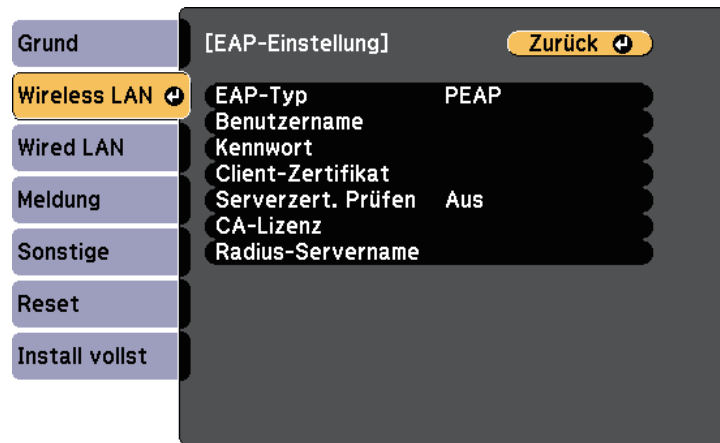 Grund
Wireless LAN
Wired LAN
Meldung
Sonstige
Reset
Install vollst
[EAP-Einstellung] Zurück
EAP-Typ PEAP
Benutzername
Kennwort
Client-Zertifikat
Serverzert. Prüfen Aus
CA-Lizenz
Radius-Servername